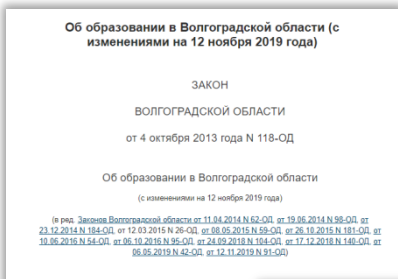 Об образовании в Волгоградской области (с
изменениями на 12 ноября 2019 года)
ЗАКОН
ВОЛГОГРАДСКОЙ ОБЛАСТИ
от 4 октября 2013 года N 118-ОД
Об образовании в Волгоградской области
(с изменениями на 12 ноября 2019 года)
(в ред. Законов Волгоградской области от 11.04.2014 N 62-ОД, от 19.06.2014 N 98-ОД, от
23.12.2014 N 184-ОД, от 12.03.2015 N 26-ОД, от 08.05.2015 N 59-ОД, от 26.10.2015 N 181-ОД, от
10.06.2016 N 54-ОД, от 06.10.2016 N 95-ОД, от 24.09.2018 N 104-ОД, от 17.12.2018 N 140-ОД, от
06.05.2019 N 42-ОД, от 12.11.2019 N 91-ОД)